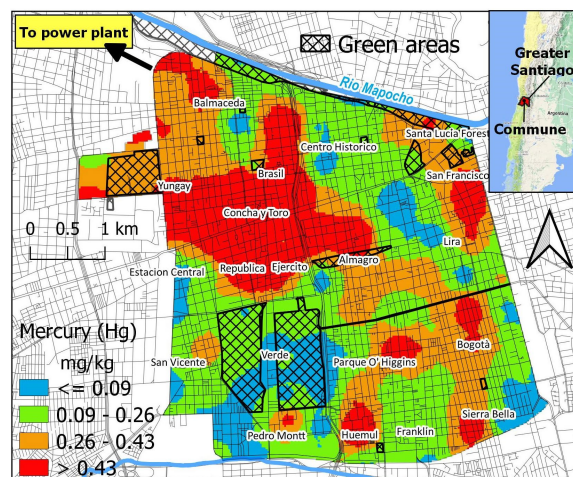 To power plant
Green areas
Greater
Santiago
Commune
Río Mapocho
Balmaceda
Santa Lucia Forest
Centro Historico
Brasil
San Francisco
Yungay
Concha y Toro
0 0.5 1 km
Lira
Almagro
Estacion Central
Republica
Ejercito
Mercury (Hg)
mg/kg
<= 0.09
0.09 - 0.26
0.26 - 0.43
> 0.43
San Vicente
Verde
Parque O' Higgins
Bogotà
Sierra Bella
Pedro Montt
Huemul
Franklin